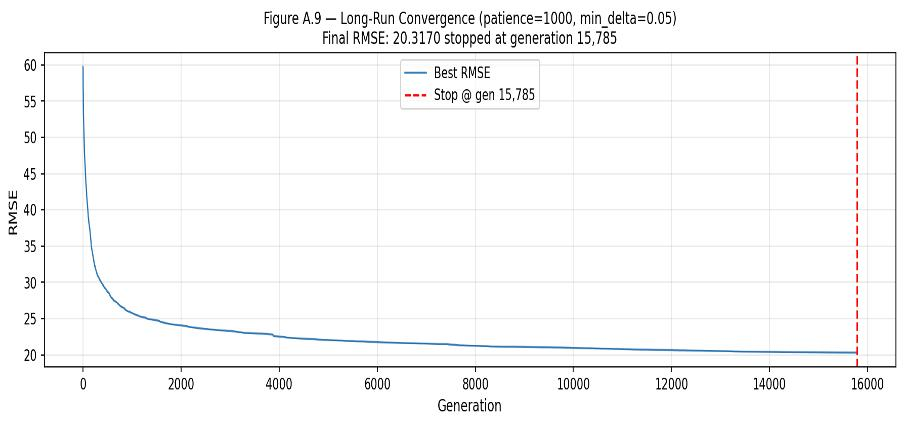 Figure A.9 — Long-Run Convergence (patience=1000, min_delta=0.05)
Final RMSE: 20.3170 stopped at generation 15,785
Best RMSE
Stop @ gen 15,785
RMSE
60
55
50
45
40
35
30
25
20
0 2000 4000 6000 8000 10000 12000 14000 16000
Generation